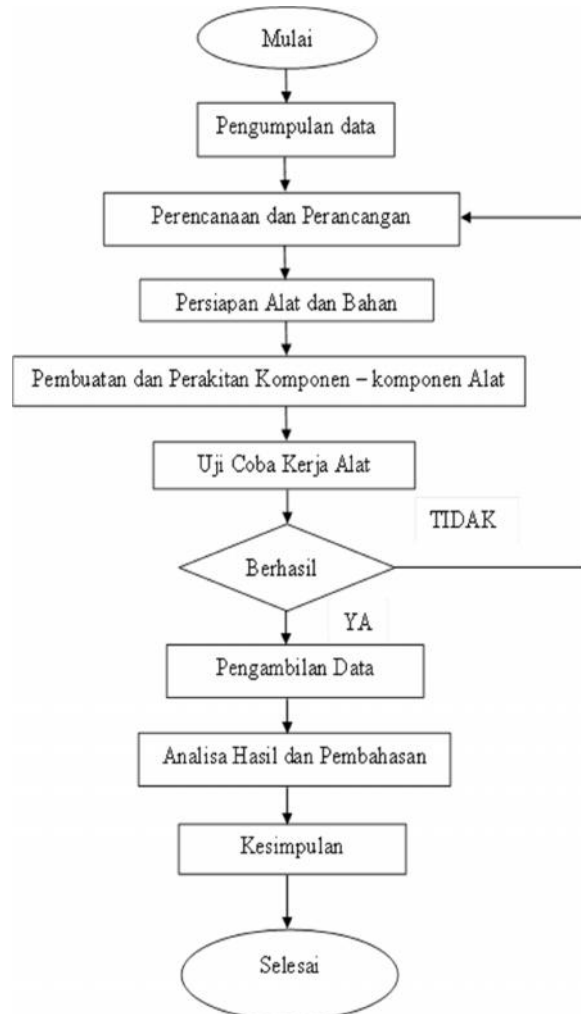 Mulai
Pengumpulan data
Perencanaan dan Perancangan
Persiapan Alat dan Bahan
Pembuatan dan Perakitan Komponen – komponen Alat
Uji Coba Kerja Alat
TIDAK
Berhasil
YA
Pengambilan Data
Analisa Hasil dan Pembahasan
Kesimpulan
Selesai